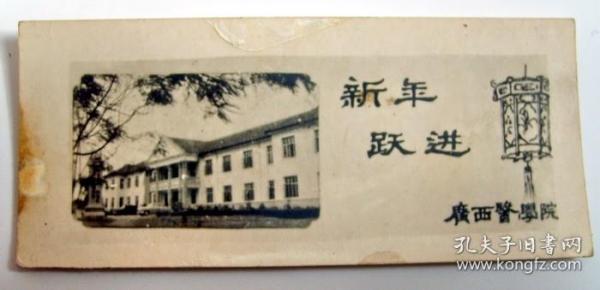 新年
跃进
廣西醫學院
孔夫子旧书网
www.kongfz.com